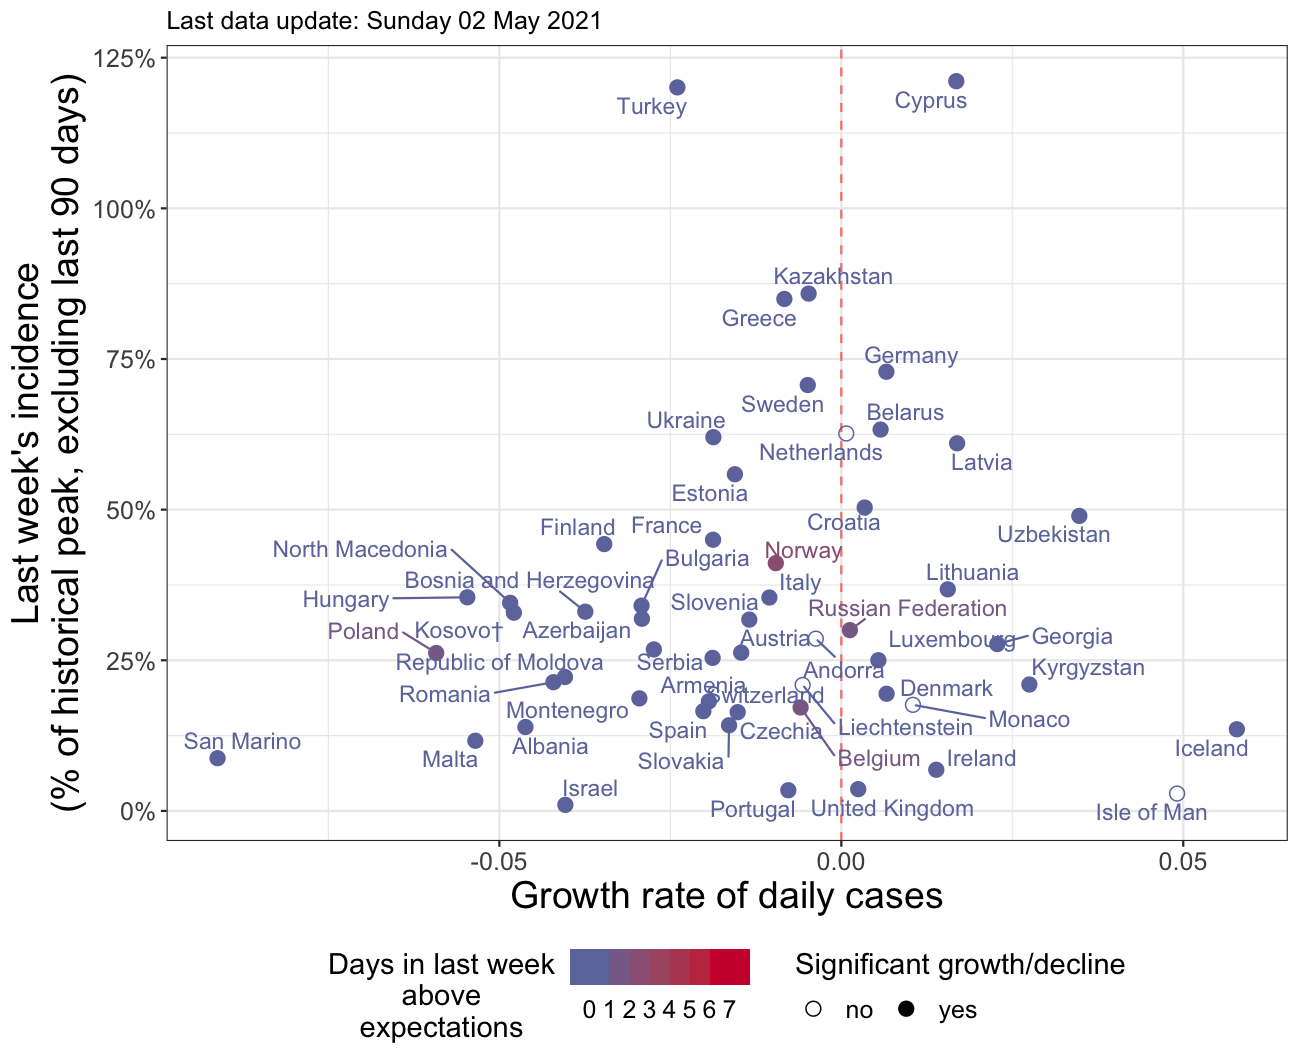 Last data update: Sunday 02 May 2021
Last week's incidence
(% of historical peak, excluding last 90 days)
125%
100%
75%
50%
25%
0%
Turkey
Cyprus
Kazakhstan
Greece
Germany
Sweden
Belarus
Ukraine
Netherlands
Latvia
Estonia
Croatia
Finland
France
Uzbekistan
North Macedonia
Norway
Bulgaria
Bosnia and Herzegovina
Italy
Lithuania
Hungary
Slovenia
Russian Federation
Poland
Kosovo†
Azerbaijan
Austria
Luxembourg
Georgia
Republic of Moldova
Serbia
Andorra
Kyrgyzstan
Romania
Armenia
Switzerland
Denmark
Montenegro
Monaco
Spain
Czechia
Liechtenstein
San Marino
Albania
Iceland
Malta
Slovakia
Belgium
Ireland
Israel
Portugal
United Kingdom
Isle of Man
-0.05
0.00
0.05
Growth rate of daily cases
Days in last week
above
expectations
0 1 2 3 4 5 6 7
Significant growth/decline
no
yes